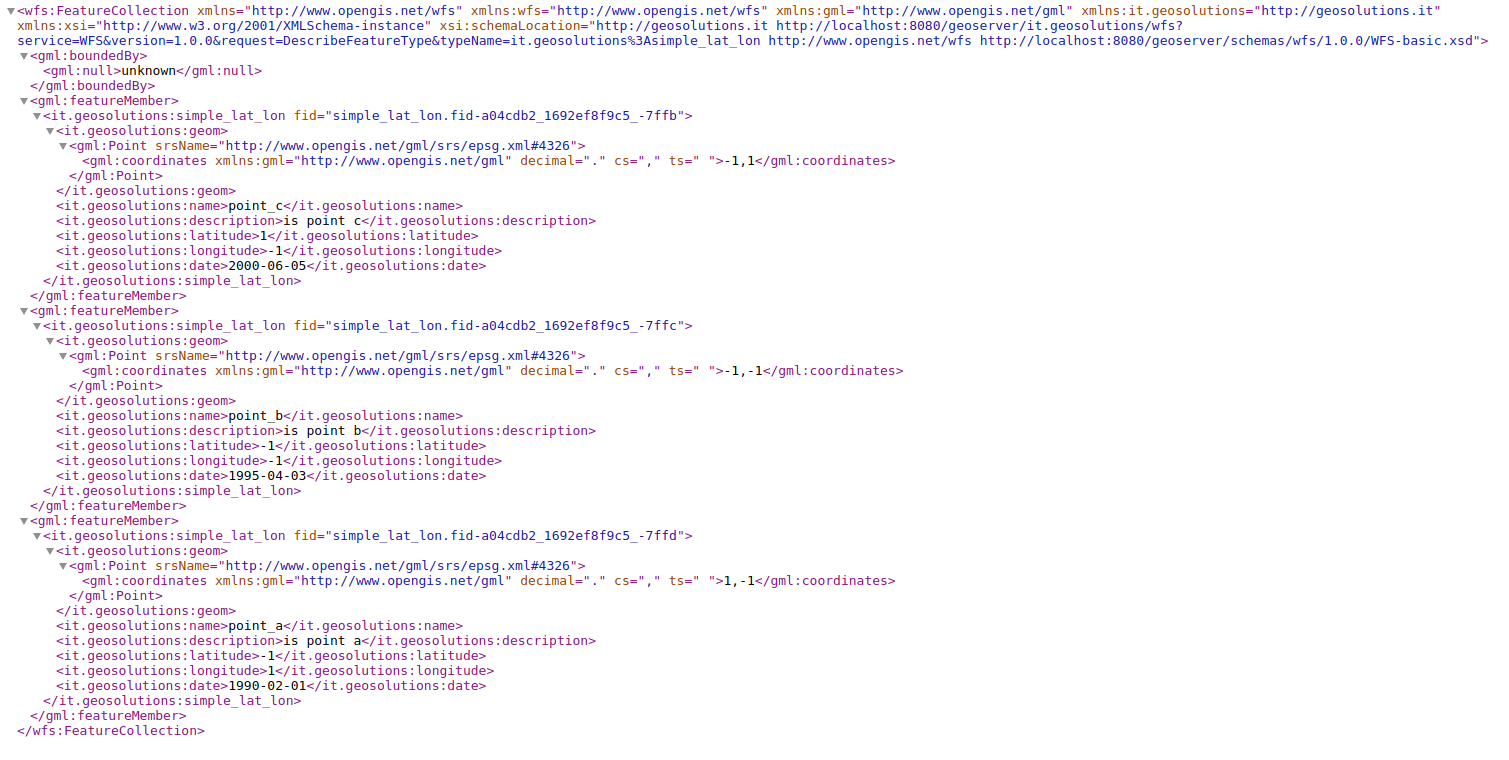 <wfs:FeatureCollection xmlns="http://www.opengis.net/wfs" xmlns:wfs="http://www.opengis.net/wfs" xmlns:gml="http://www.opengis.net/gml" xmlns:it.geosolutions="http://geosolutions.it"
xmlns:xsi="http://www.w3.org/2001/XMLSchema-instance" xsi:schemaLocation="http://geosolutions.it http://localhost:8080/geoserver/it.geosolutions/wfs?
service=WFS&version=1.0.0&request=DescribeFeatureType&typeName=it.geosolutions%3Asimple_lat_lon http://www.opengis.net/wfs http://localhost:8080/geoserver/schemas/wfs/1.0.0/WFS-basic.xsd">
<gml:boundedBy>
<gml:null>unknown</gml:null>
</gml:boundedBy>
<gml:featureMember>
<it.geosolutions:simple_lat_lon fid="simple_lat_lon.fid-a04cdb2_1692ef8f9c5_-7ffb">
<it.geosolutions:geom>
<gml:Point srsName="http://www.opengis.net/gml/srs/epsg.xml#4326">
<gml:coordinates xmlns:gml="http://www.opengis.net/gml" decimal="." cs="," ts=" ">-1,1</gml:coordinates>
</gml:Point>
</it.geosolutions:geom>
<it.geosolutions:name>point_c</it.geosolutions:name>
<it.geosolutions:description>is point c</it.geosolutions:description>
<it.geosolutions:latitude>1</it.geosolutions:latitude>
<it.geosolutions:longitude>-1</it.geosolutions:longitude>
<it.geosolutions:date>2000-06-05</it.geosolutions:date>
</it.geosolutions:simple_lat_lon>
</gml:featureMember>
<gml:featureMember>
<it.geosolutions:simple_lat_lon fid="simple_lat_lon.fid-a04cdb2_1692ef8f9c5_-7ffc">
<it.geosolutions:geom>
<gml:Point srsName="http://www.opengis.net/gml/srs/epsg.xml#4326">
<gml:coordinates xmlns:gml="http://www.opengis.net/gml" decimal="." cs="," ts=" ">-1,-1</gml:coordinates>
</gml:Point>
</it.geosolutions:geom>
<it.geosolutions:name>point_b</it.geosolutions:name>
<it.geosolutions:description>is point b</it.geosolutions:description>
<it.geosolutions:latitude>-1</it.geosolutions:latitude>
<it.geosolutions:longitude>-1</it.geosolutions:longitude>
<it.geosolutions:date>1995-04-03</it.geosolutions:date>
</it.geosolutions:simple_lat_lon>
</gml:featureMember>
<gml:featureMember>
<it.geosolutions:simple_lat_lon fid="simple_lat_lon.fid-a04cdb2_1692ef8f9c5_-7ffd">
<it.geosolutions:geom>
<gml:Point srsName="http://www.opengis.net/gml/srs/epsg.xml#4326">
<gml:coordinates xmlns:gml="http://www.opengis.net/gml" decimal="." cs="," ts=" ">1,-1</gml:coordinates>
</gml:Point>
</it.geosolutions:geom>
<it.geosolutions:name>point_a</it.geosolutions:name>
<it.geosolutions:description>is point a</it.geosolutions:description>
<it.geosolutions:latitude>-1</it.geosolutions:latitude>
<it.geosolutions:longitude>1</it.geosolutions:longitude>
<it.geosolutions:date>1990-02-01</it.geosolutions:date>
</it.geosolutions:simple_lat_lon>
</gml:featureMember>
</wfs:FeatureCollection>